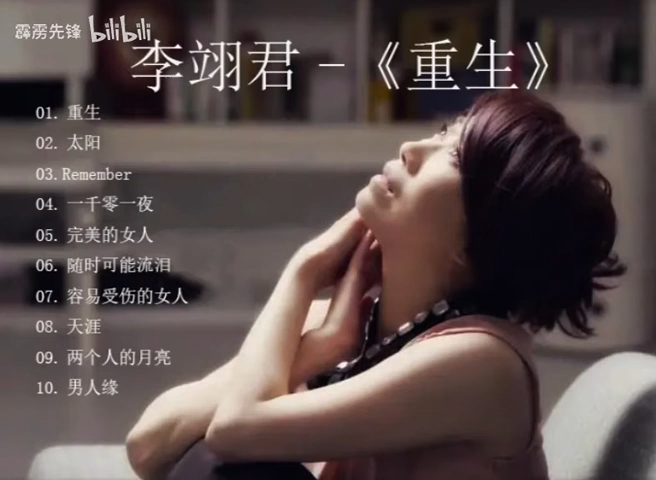 霹雳先锋 bilibili
李翊君 -《重生》
01. 重生
02. 太阳
03. Remember
04. 一千零一夜
05. 完美的女人
06. 随时可能流泪
07. 容易受伤的女人
08. 天涯
09. 两个人的月亮
10. 男人缘